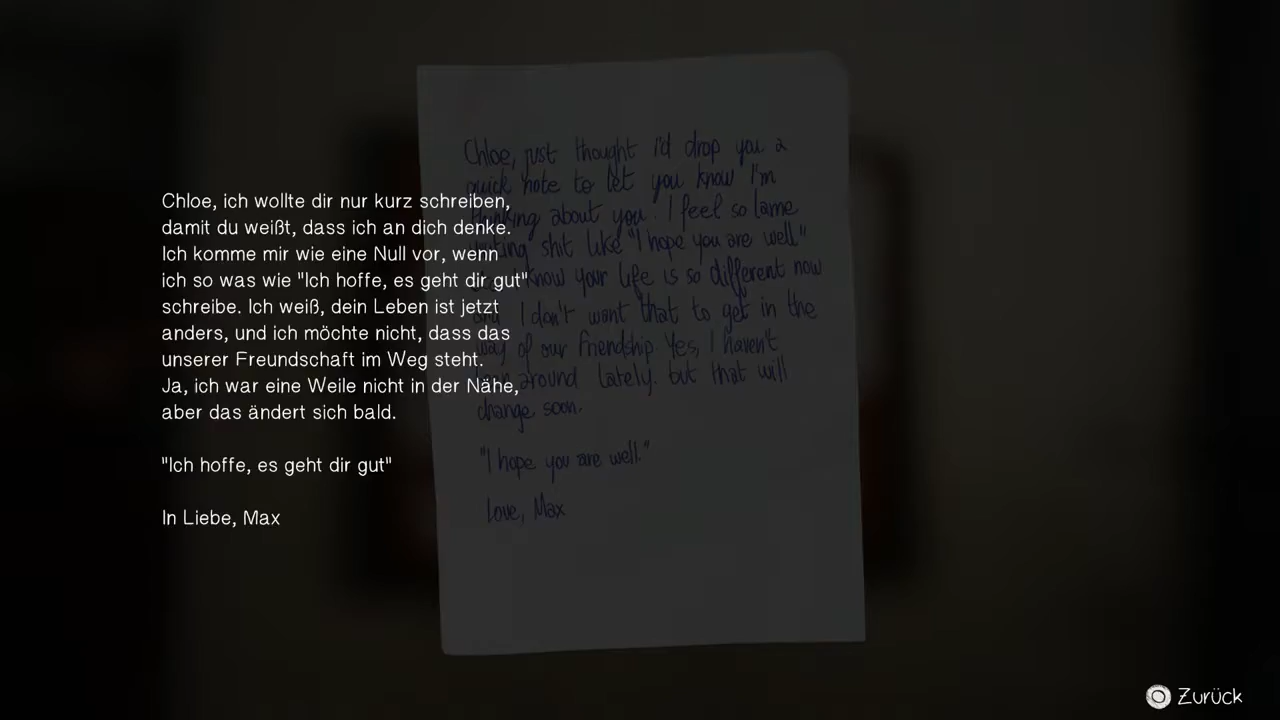 Chloe, ich wollte dir nur kurz schreiben,
damit du weißt, dass ich an dich denke.
Ich komme mir wie eine Null vor, wenn
ich so was wie "Ich hoffe, es geht dir gut"
schreibe. Ich weiß, dein Leben ist jetzt
anders, und ich möchte nicht, dass das
unserer Freundschaft im Weg steht.
Ja, ich war eine Weile nicht in der Nähe,
aber das ändert sich bald.
"Ich hoffe, es geht dir gut"
In Liebe, Max
Chloe, just thought I'd drop you a
quick note to let you know I'm
thinking about you. I feel so lame
writing shit like "I hope you are well"
know your life is so different now
and I don't want that to get in the
way of our friendship. Yes, I haven't
around lately. but that will
change soon.
"I hope you are well."
Love, Max
Zurück